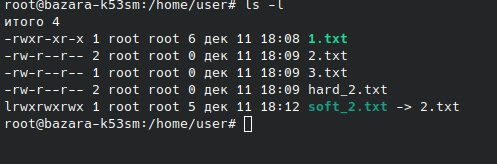 root@bazara-k53sm:/home/user# ls -l
итого 4
-rwxr-xr-x 1 root root 6 дек 11 18:08 1.txt
-rw-r--r-- 2 root root 0 дек 11 18:09 2.txt
-rw-r--r-- 1 root root 0 дек 11 18:09 3.txt
-rw-r--r-- 2 root root 0 дек 11 18:09 hard_2.txt
lrwxrwxrwx 1 root root 5 дек 11 18:12 soft_2.txt -> 2.txt
root@bazara-k53sm:/home/user#